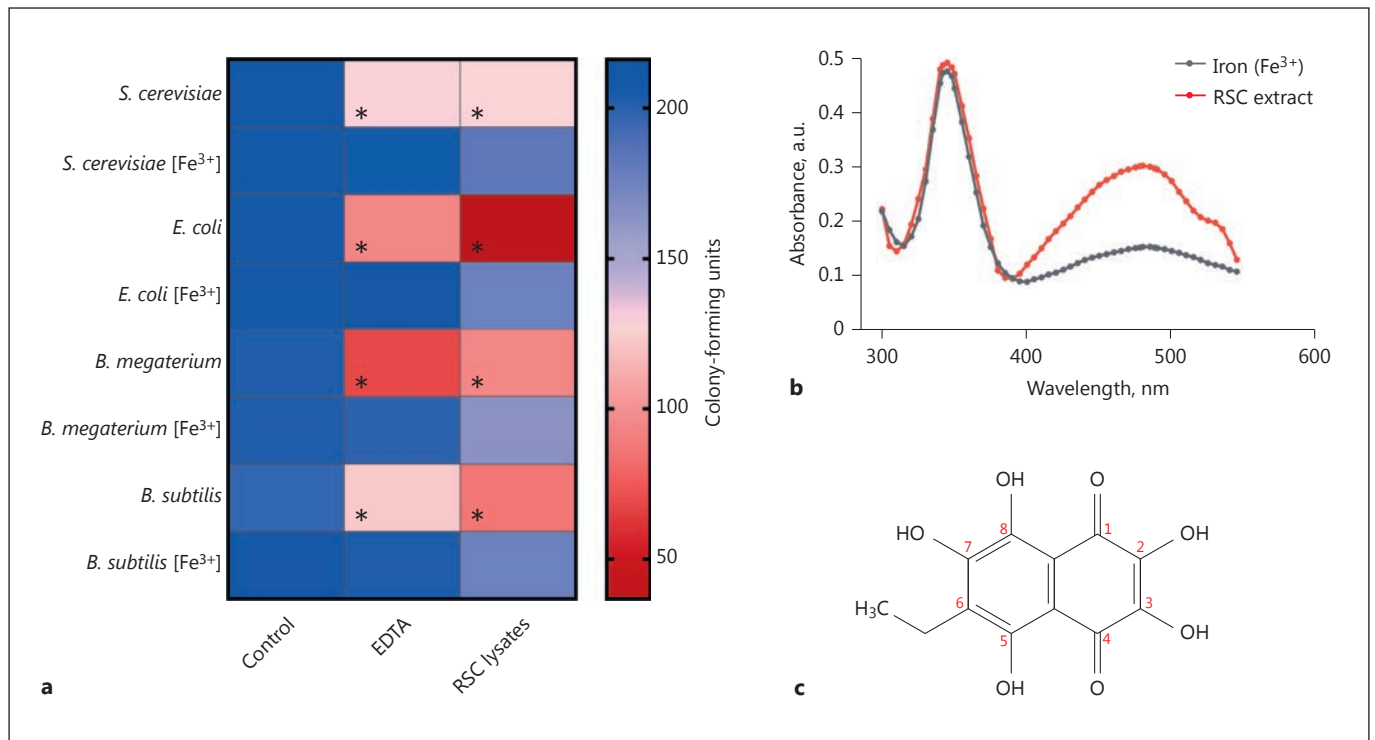 S. cerevisiae
S. cerevisiae [Fe³⁺]
E. coli
E. coli [Fe³⁺]
B. megaterium
B. megaterium [Fe³⁺]
B. subtilis
B. subtilis [Fe³⁺]
* *
* *
* *
* *
Control
EDTA
RSC lysates
200
150
100
50
Colony-forming units
a
0.5
0.4
0.3
0.2
0.1
0
Absorbance, a.u.
Iron (Fe³⁺)
RSC extract
300 400 500 600
Wavelength, nm
b
OH O
8 1
HO 7 2 OH
6 3
H₃C 5 4 OH
OH O
c